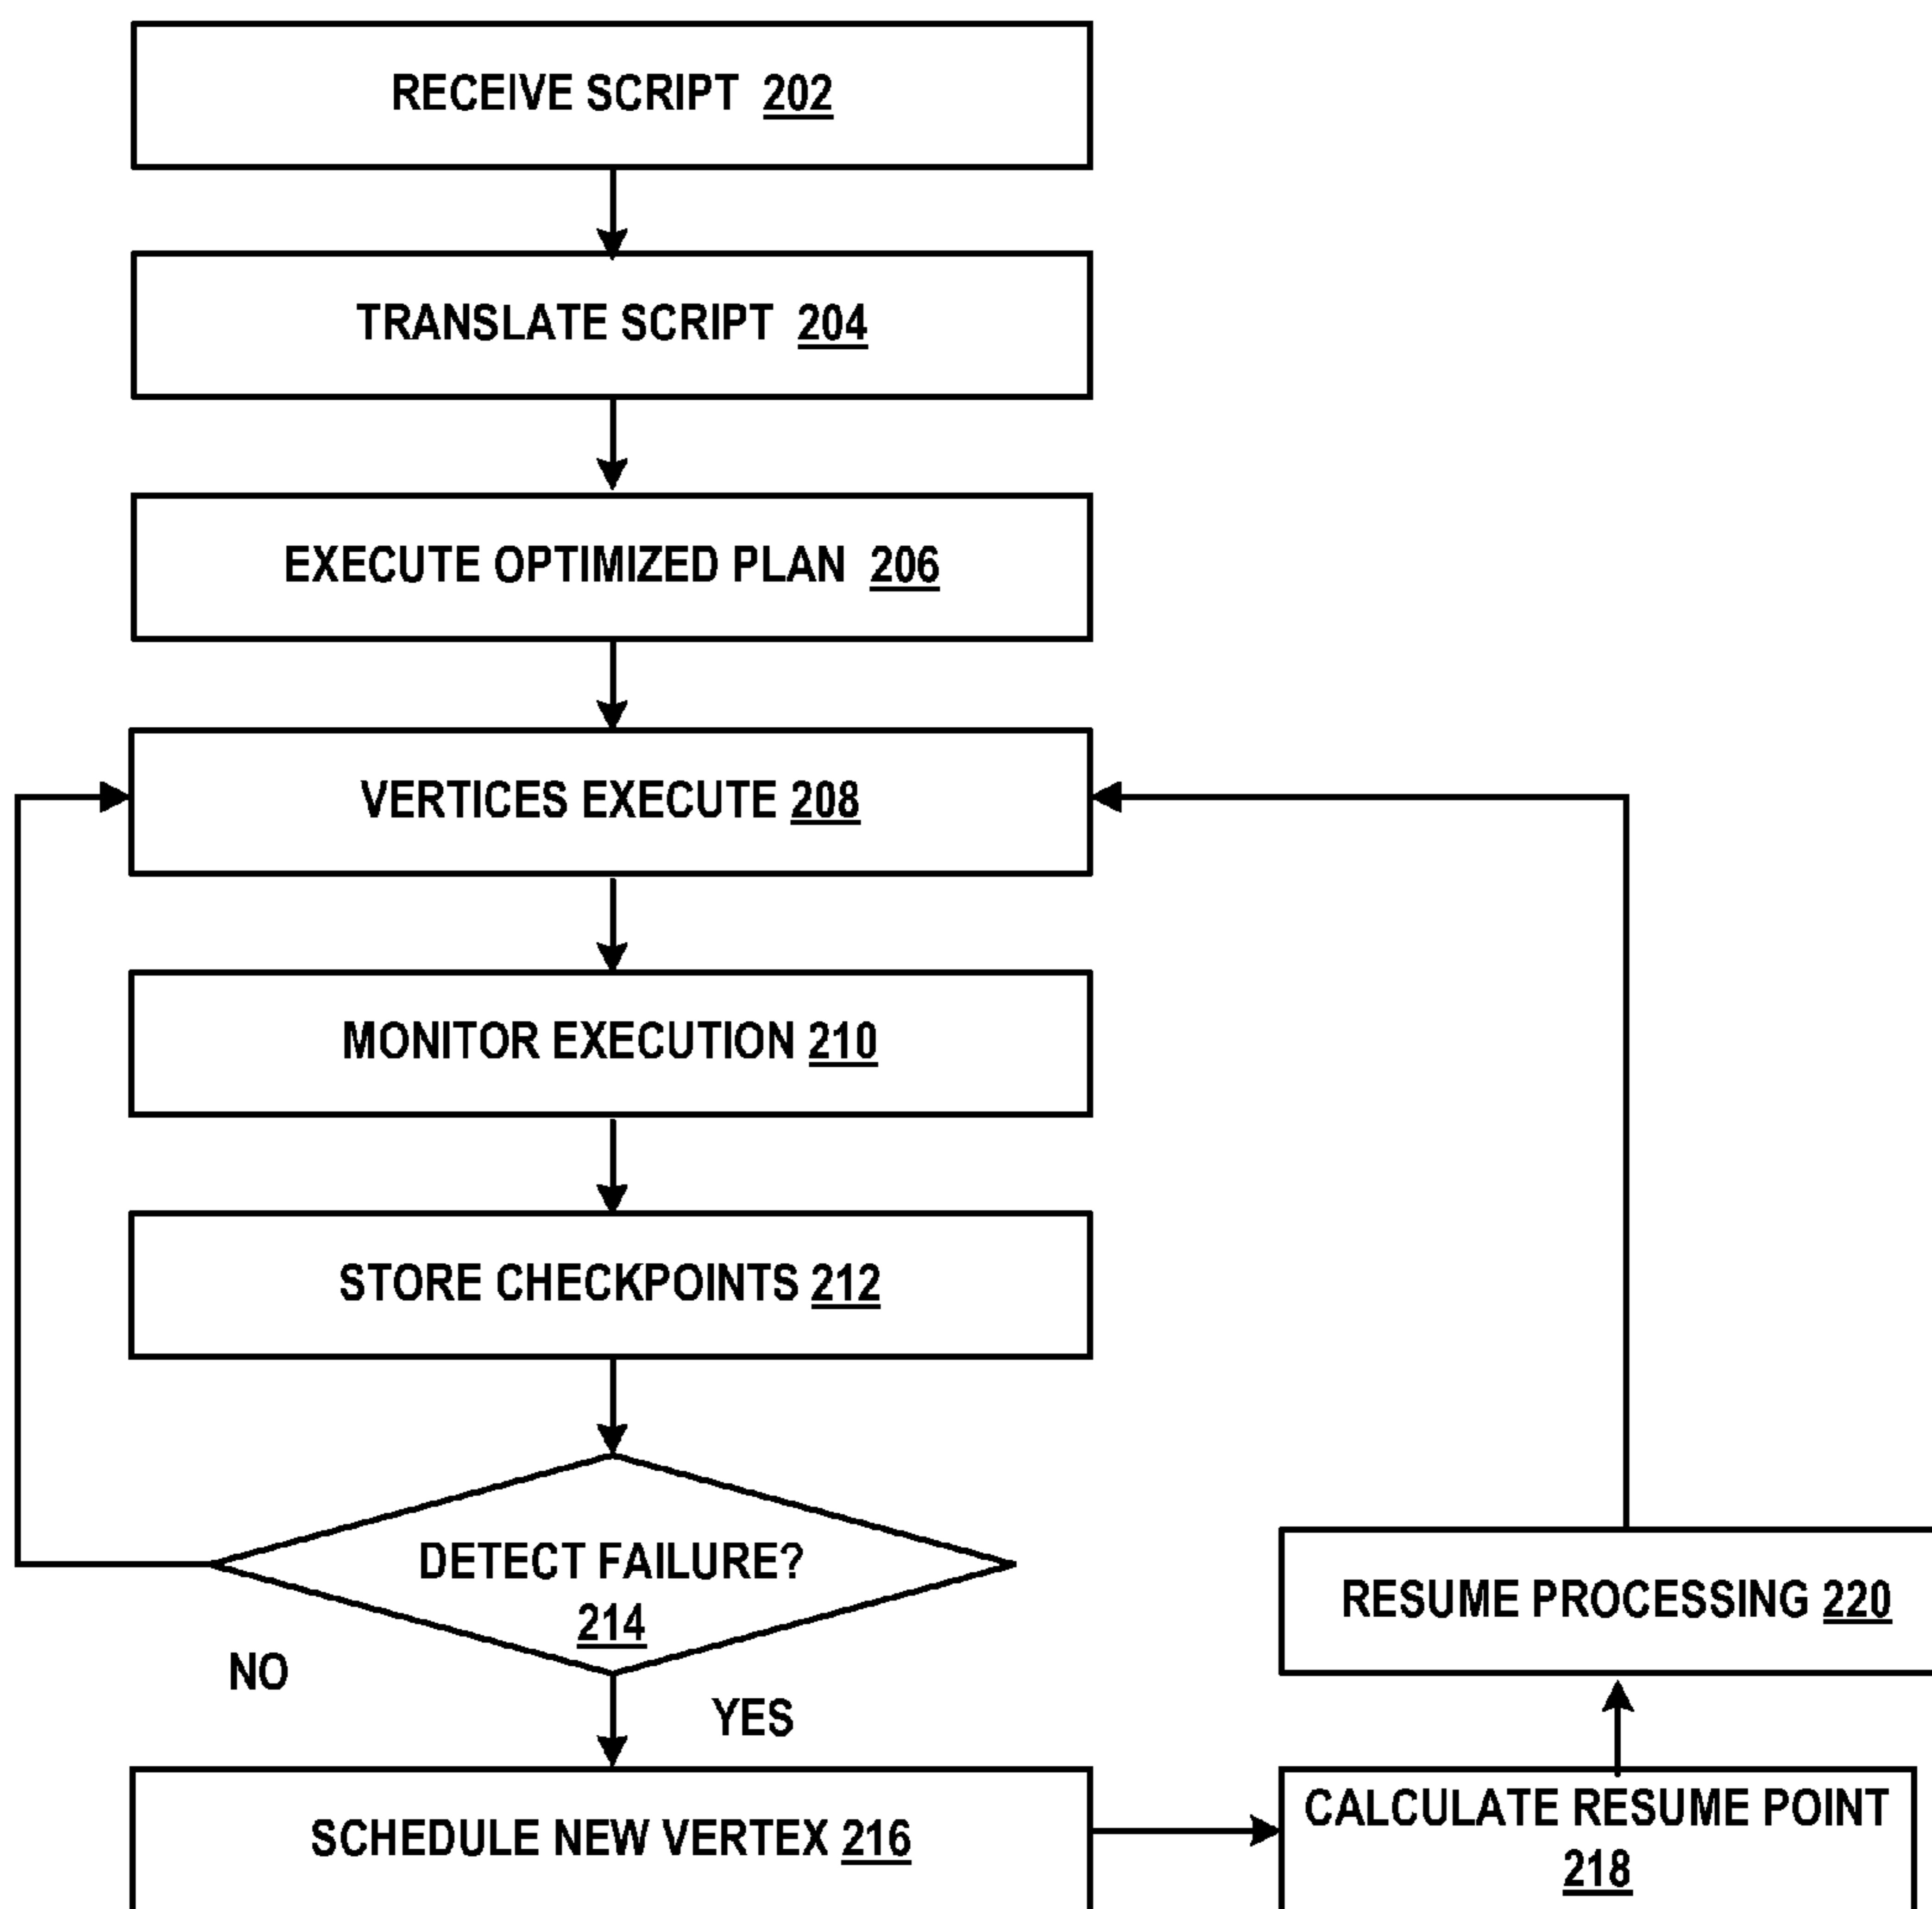 RECEIVE SCRIPT 202
TRANSLATE SCRIPT 204
EXECUTE OPTIMIZED PLAN 206
VERTICES EXECUTE 208
MONITOR EXECUTION 210
STORE CHECKPOINTS 212
DETECT FAILURE?
214
NO
YES
SCHEDULE NEW VERTEX 216
CALCULATE RESUME POINT
218
RESUME PROCESSING 220